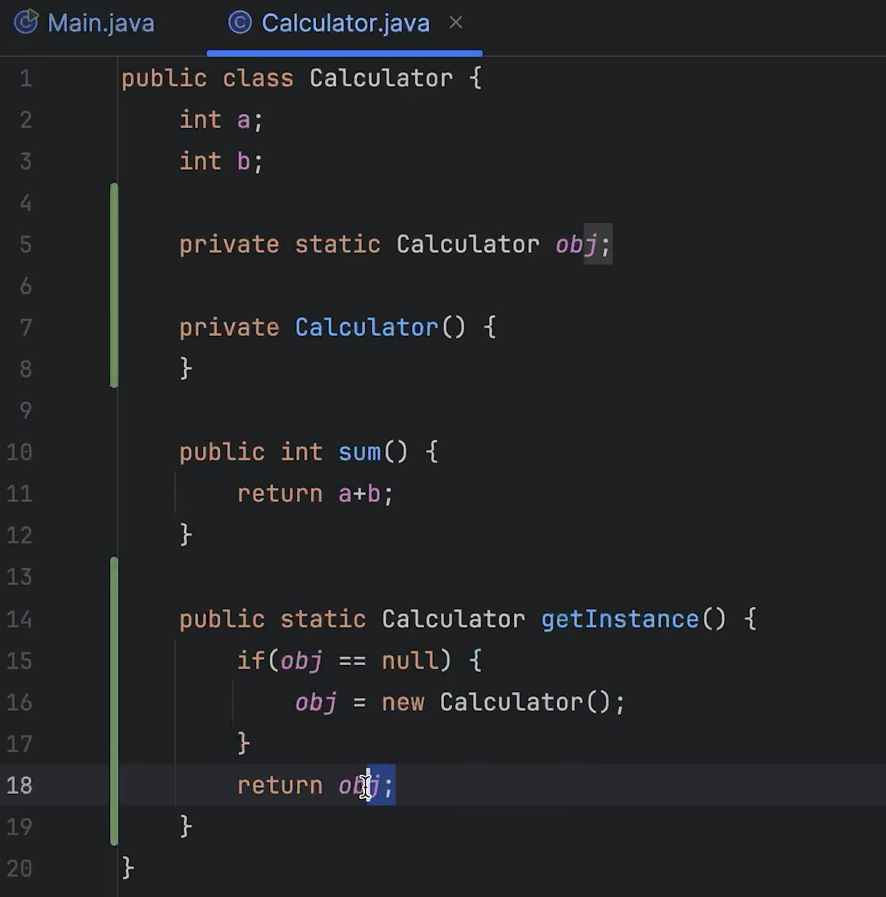 Main.java
Calculator.java
1 public class Calculator {
2     int a;
3     int b;
4
5     private static Calculator obj;
6
7     private Calculator() {
8     }
9
10     public int sum() {
11         return a+b;
12     }
13
14     public static Calculator getInstance() {
15         if(obj == null) {
16             obj = new Calculator();
17         }
18         return obj;
19     }
20 }